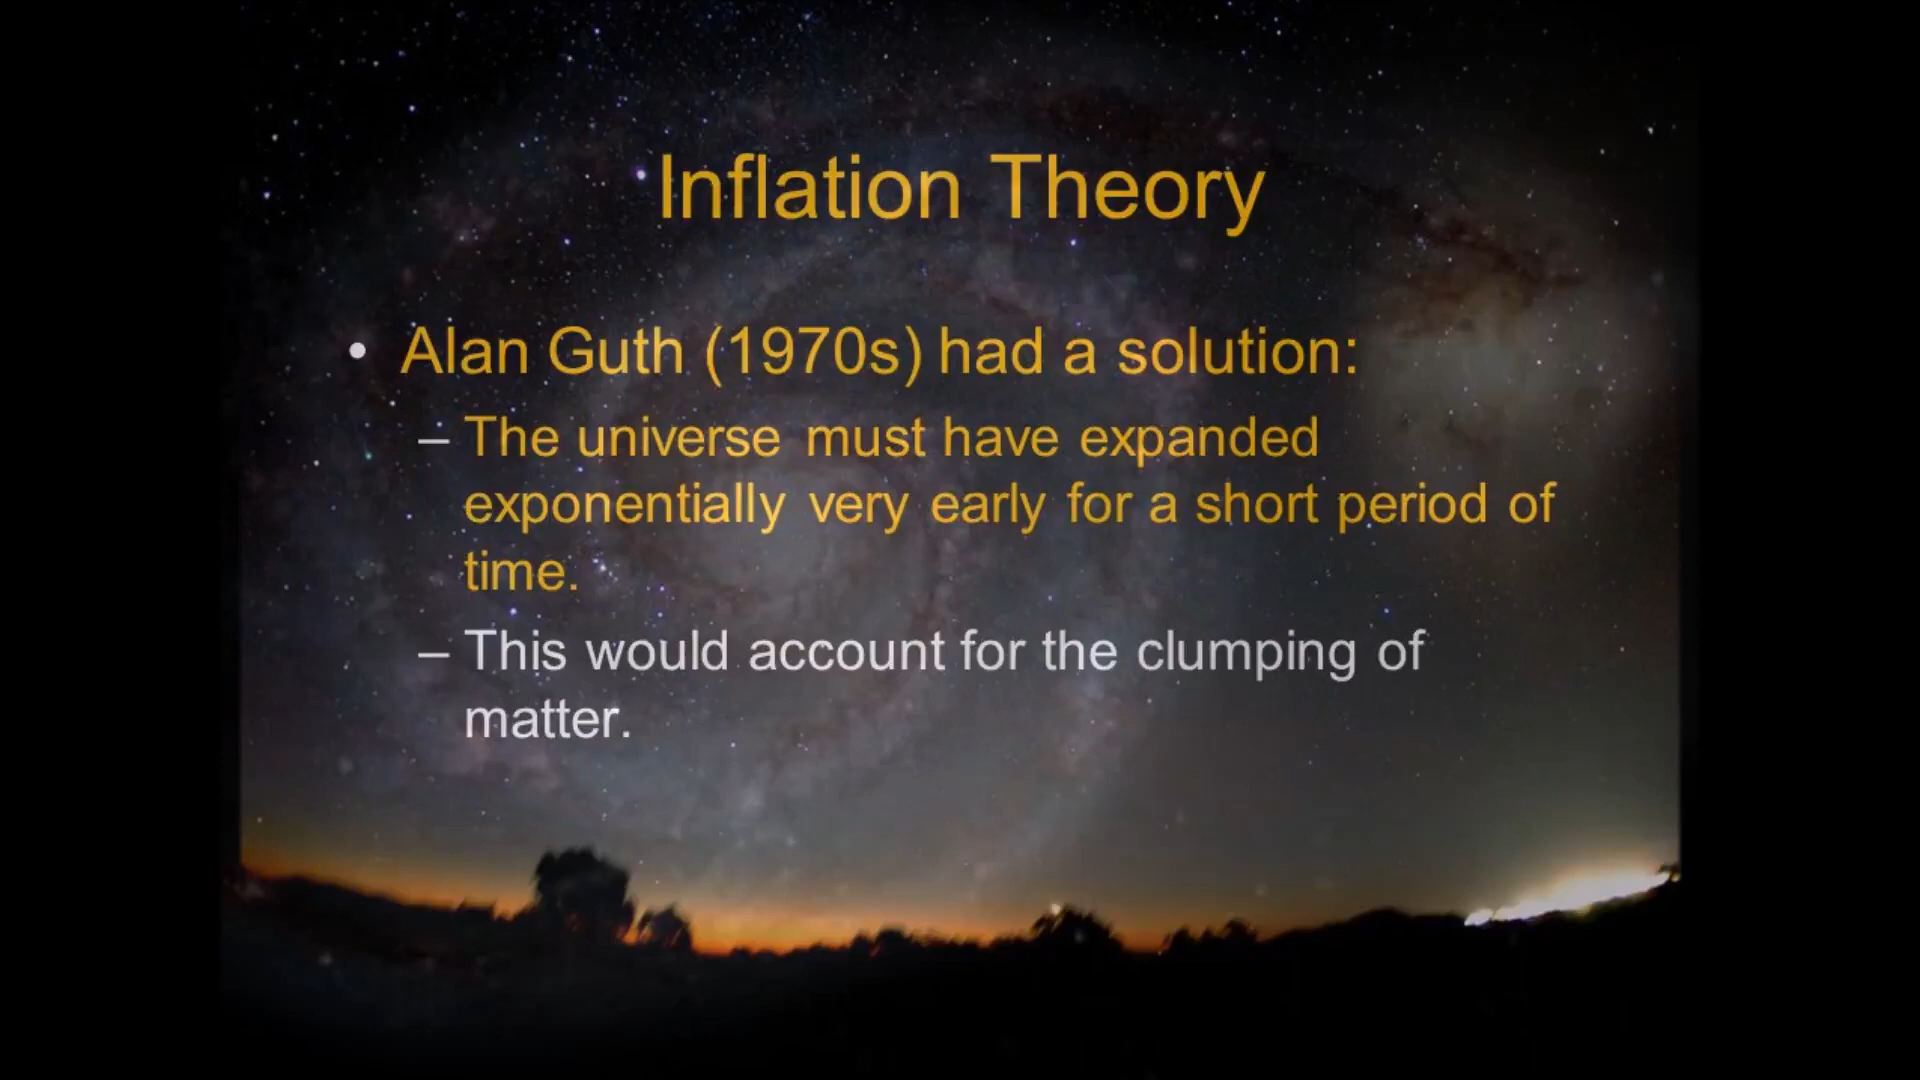 Inflation Theory
• Alan Guth (1970s) had a solution:
– The universe must have expanded
exponentially very early for a short period of
time.
– This would account for the clumping of
matter.